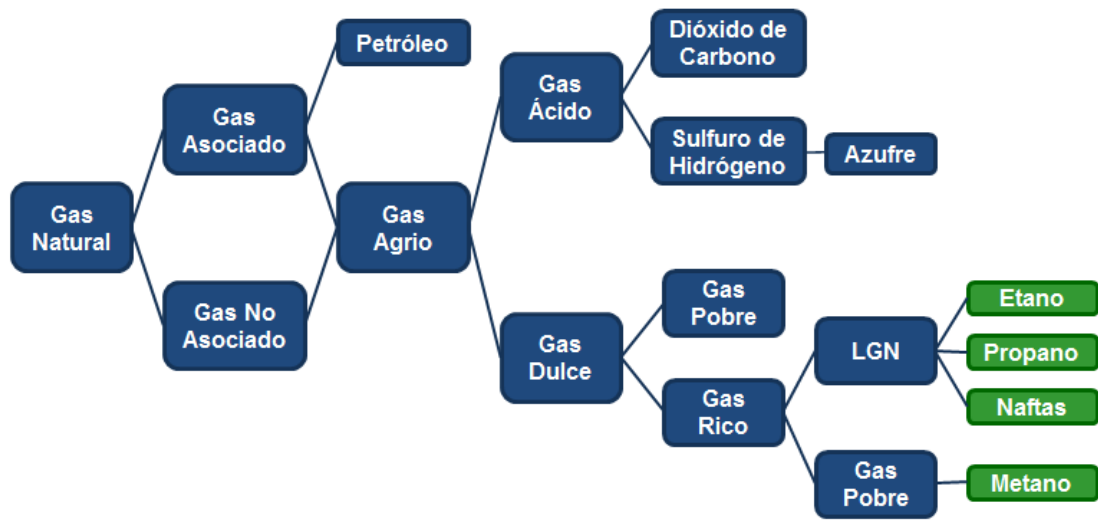 Gas
Natural
Gas
Asociado
Gas No
Asociado
Petróleo
Gas
Agrio
Gas
Ácido
Gas
Dulce
Dióxido de
Carbono
Sulfuro de
Hidrógeno
Azufre
Gas
Pobre
Gas
Rico
LGN
Gas
Pobre
Etano
Propano
Naftas
Metano